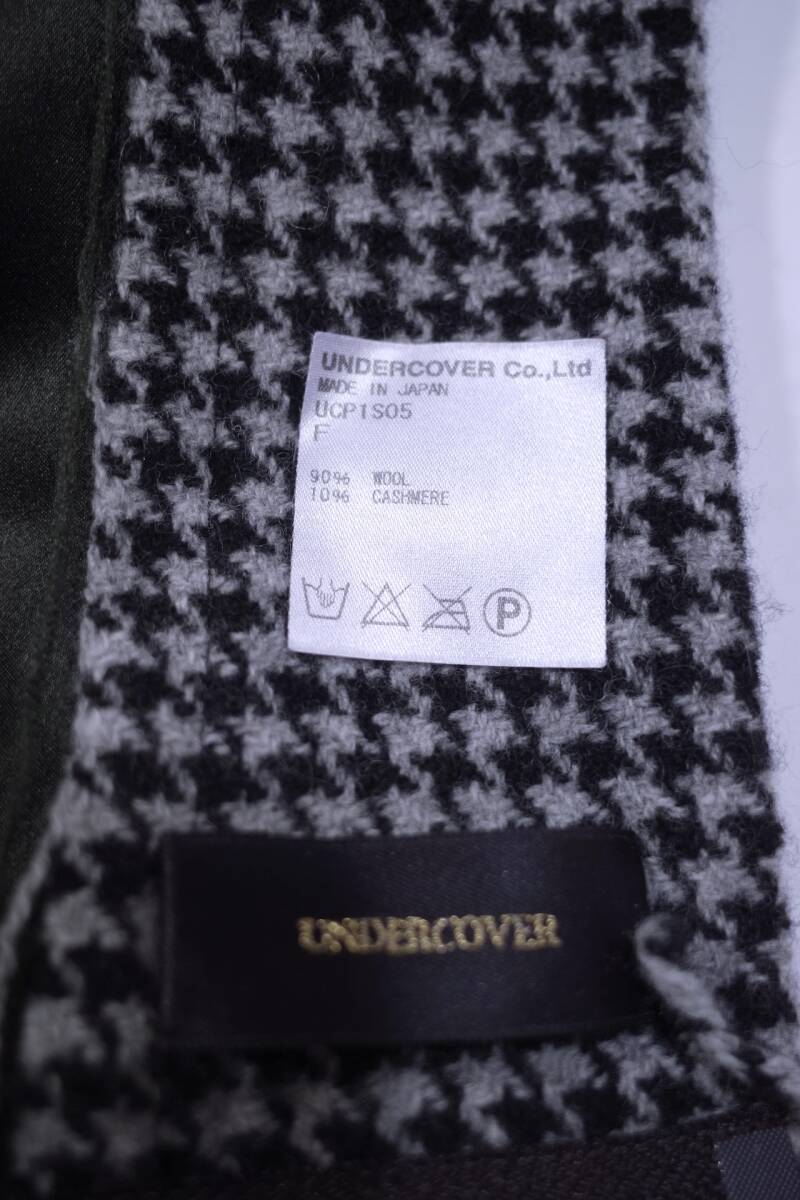 UNDERCOVER Co.,Ltd
MADE IN JAPAN
UCP1S05
F
90% WOOL
10% CASHMERE
P
UNDERCOVER